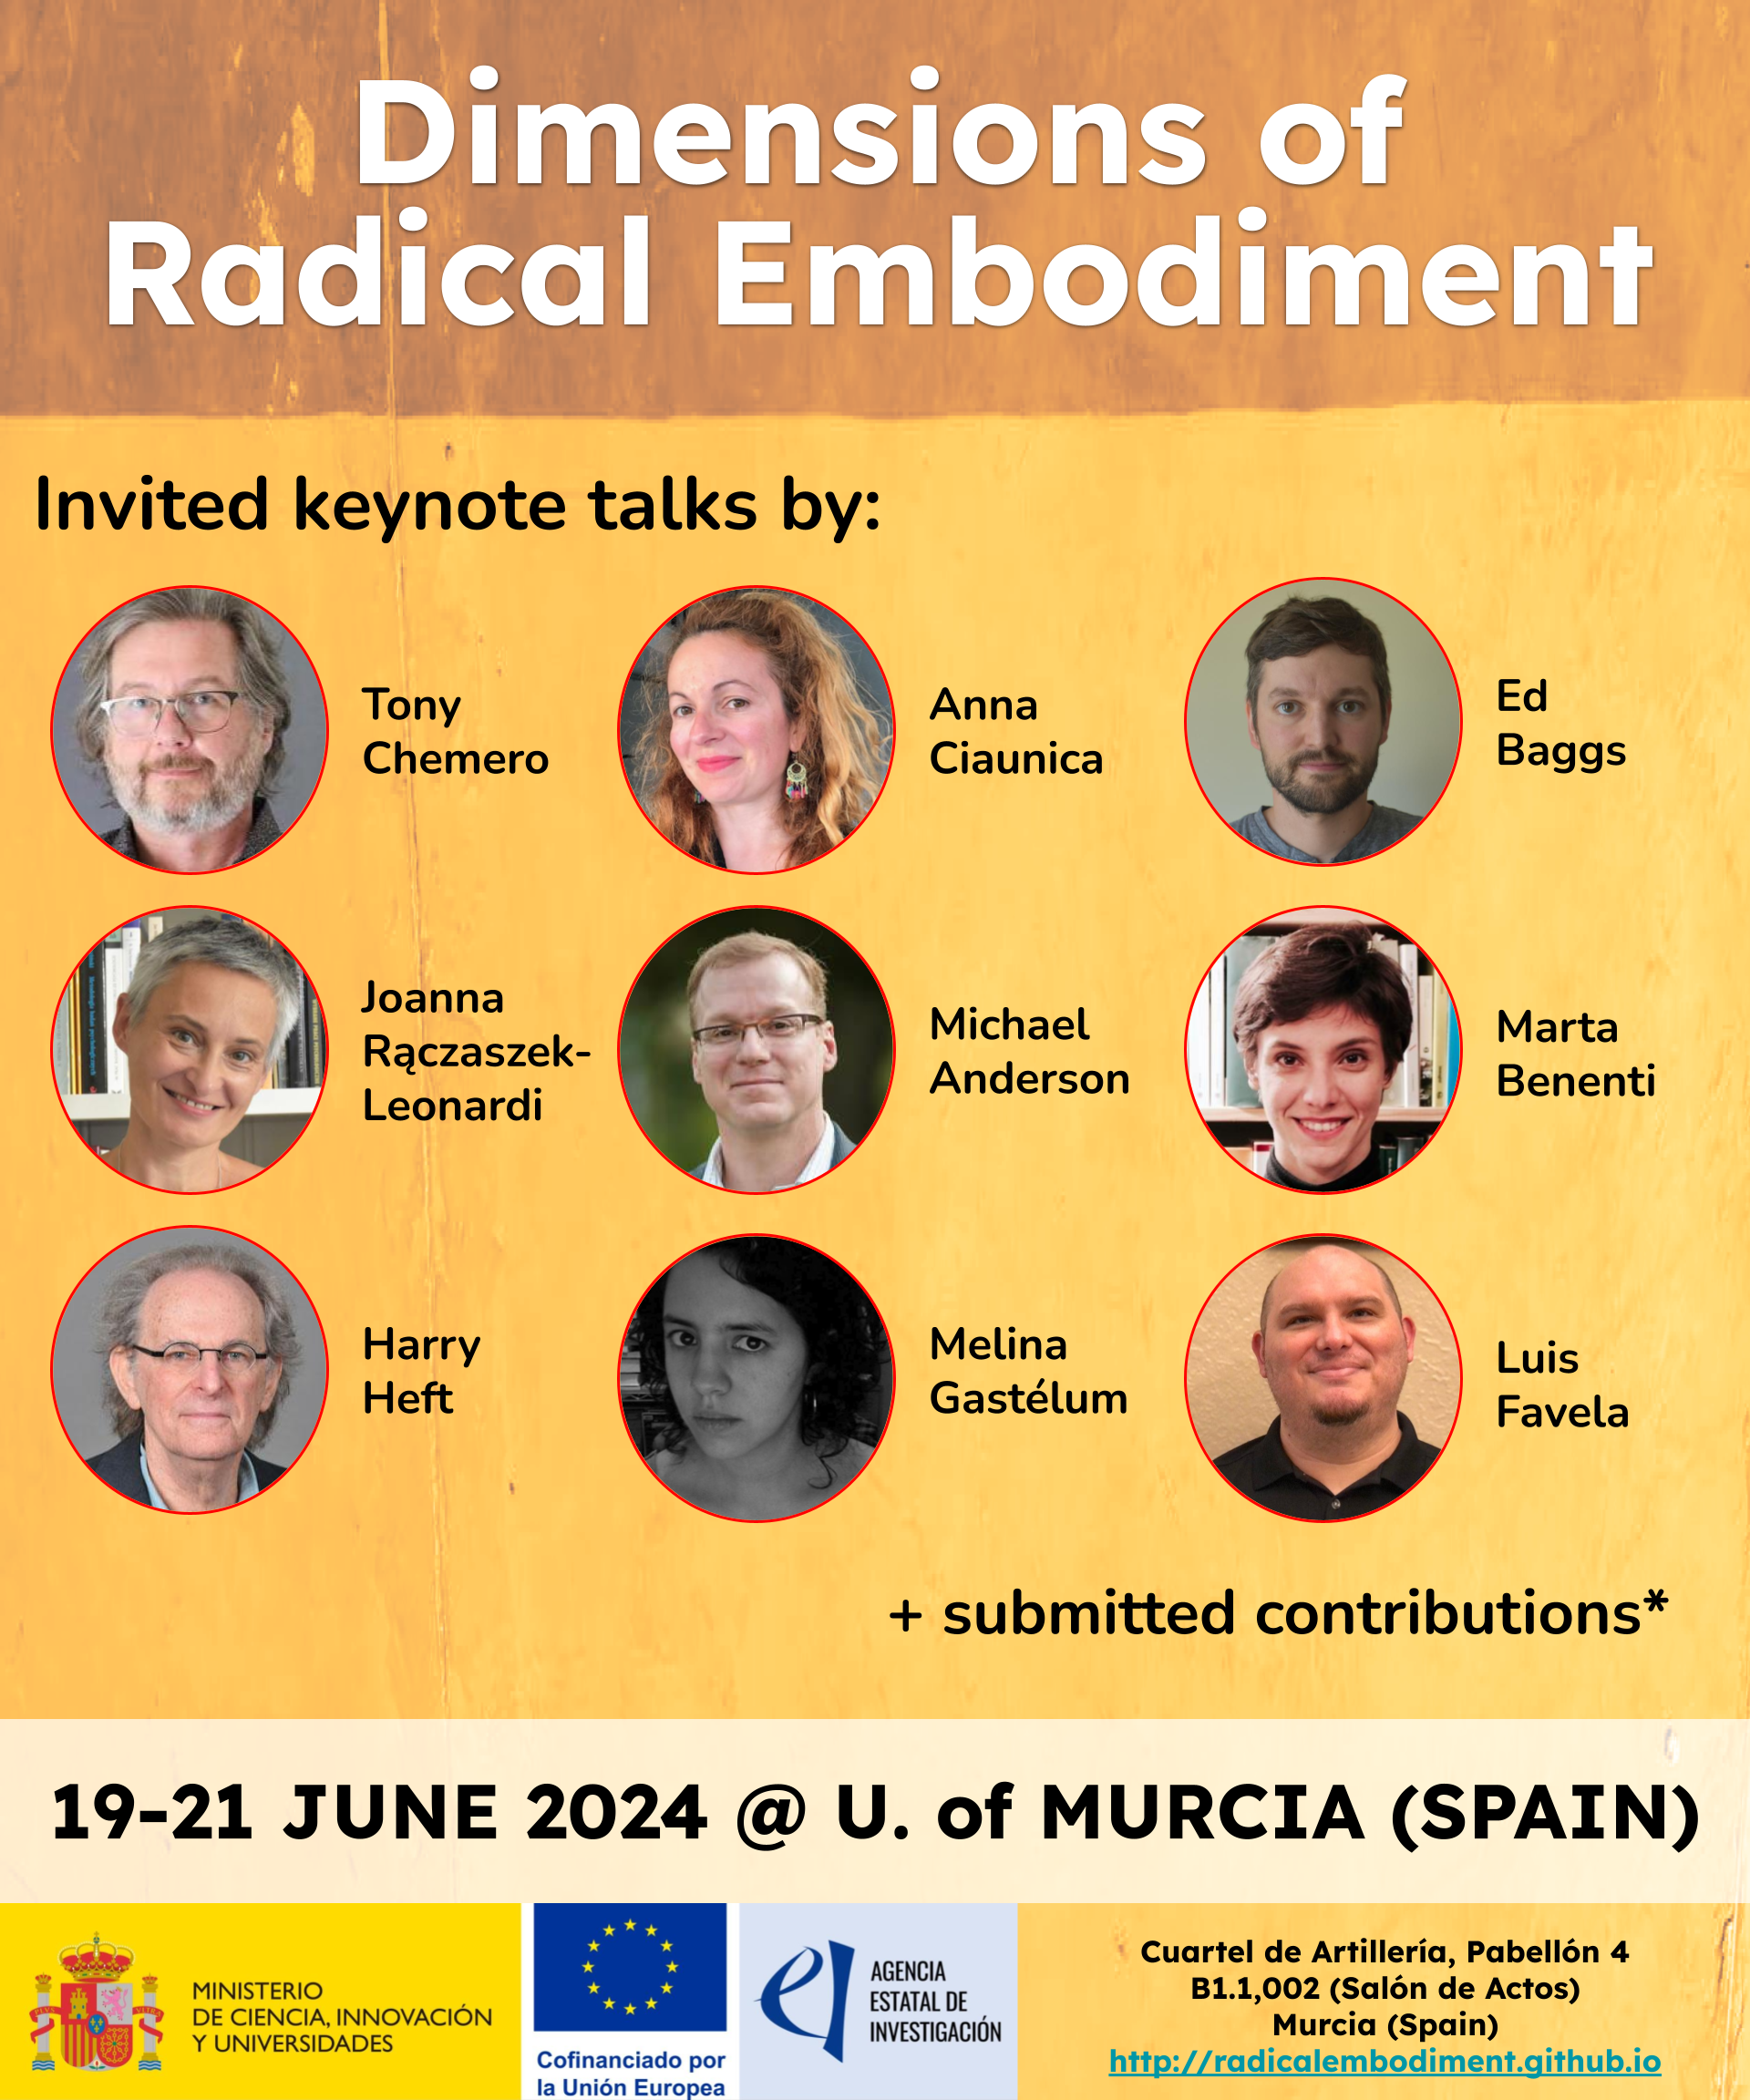 Dimensions of
Radical Embodiment
Invited keynote talks by:
Tony
Chemero
Anna
Ciaunica
Ed
Baggs
Joanna
Rączaszek-
Leonardi
Michael
Anderson
Marta
Benenti
Harry
Heft
Melina
Gastélum
Luis
Favela
+ submitted contributions*
19-21 JUNE 2024 @ U. of MURCIA (SPAIN)
MINISTERIO
DE CIENCIA, INNOVACIÓN
Y UNIVERSIDADES
Cofinanciado por
la Unión Europea
AGENCIA
ESTATAL DE
INVESTIGACIÓN
Cuartel de Artillería, Pabellón 4
B1.1,002 (Salón de Actos)
Murcia (Spain)
http://radicalembodiment.github.io